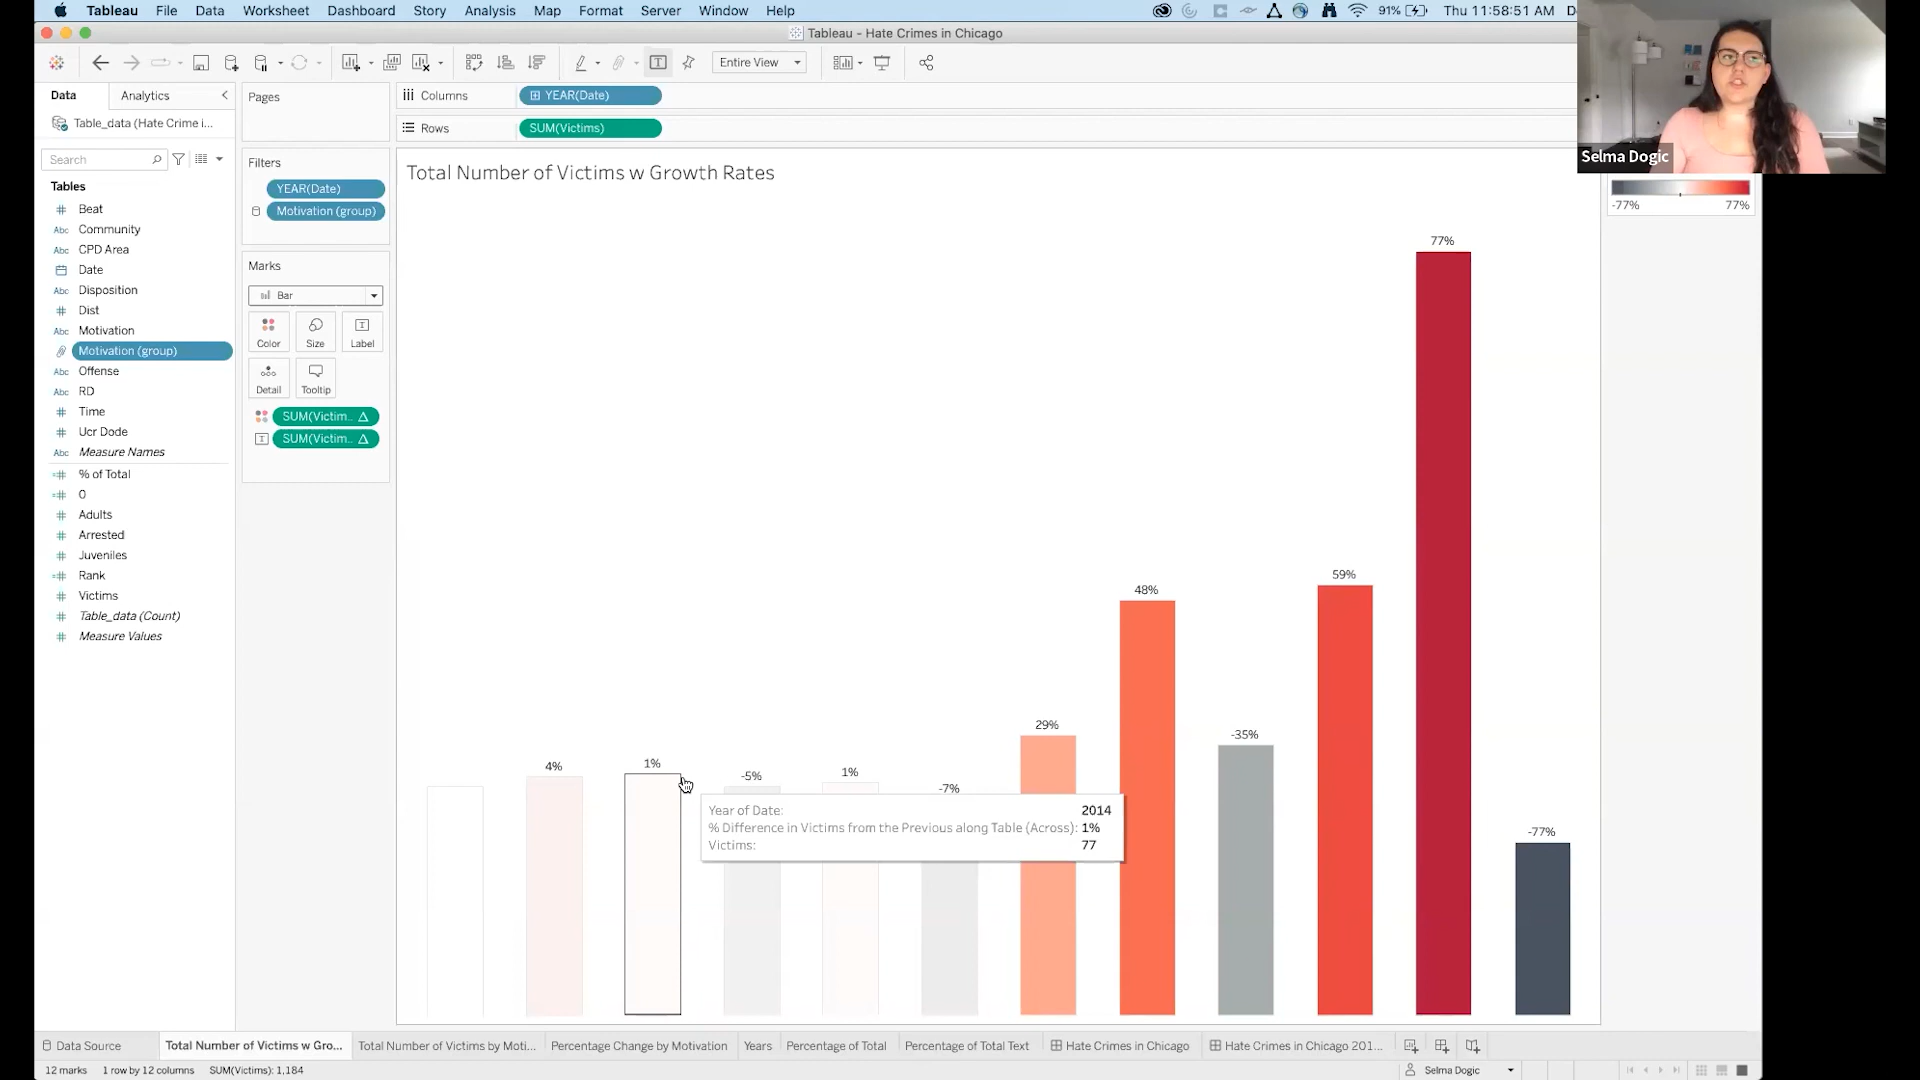 Tableau File Data Worksheet Dashboard Story Analysis Map Format Server Window Help 91% Thu 11:58:51 AM
Tableau - Hate Crimes in Chicago
Entire View
Data Analytics
Table_data (Hate Crime i...
Search
Tables
Beat
Abc Community
Abc CPD Area
Date
Abc Disposition
Dist
Abc Motivation
Motivation (group)
Abc Offense
Abc RD
Time
Ucr Dode
Abc Measure Names
% of Total
0
Adults
Arrested
Juveniles
Rank
Victims
Table_data (Count)
Measure Values
Pages
Filters
YEAR(Date)
Motivation (group)
Marks
Bar
Color Size Label
Detail Tooltip
SUM(Victim.. Δ
SUM(Victim.. Δ
Columns YEAR(Date)
Rows SUM(Victims)
Total Number of Victims w Growth Rates
4%
1%
-5%
1%
-7%
29%
48%
-35%
59%
77%
-77%
Year of Date: 2014
% Difference in Victims from the Previous along Table (Across): 1%
Victims: 77
Selma Dogic
-77% 77%
Data Source Total Number of Victims w Gro... Total Number of Victims by Moti... Percentage Change by Motivation Years Percentage of Total Percentage of Total Text Hate Crimes in Chicago Hate Crimes in Chicago 201...
12 marks 1 row by 12 columns SUM(Victims): 1,184 Selma Dogic